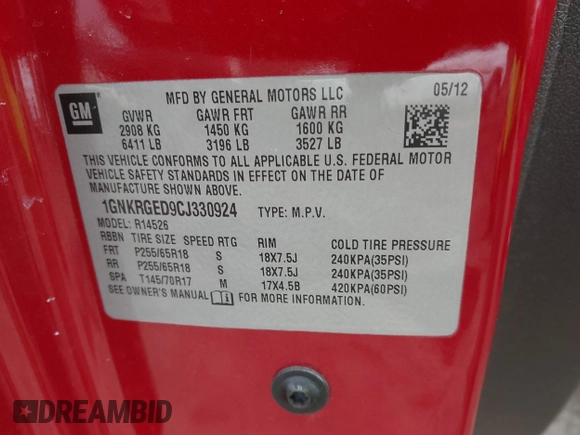 MFD BY GENERAL MOTORS LLC 05/12
GM
GVWR GAWR FRT GAWR RR
2908 KG 1450 KG 1600 KG
6411 LB 3196 LB 3527 LB
THIS VEHICLE CONFORMS TO ALL APPLICABLE U.S. FEDERAL MOTOR
VEHICLE SAFETY STANDARDS IN EFFECT ON THE DATE OF
MANUFACTURE SHOWN ABOVE.
1GNKRGED9CJ330924 TYPE: M.P.V.
MODEL: R14526
RBBN TIRE SIZE SPEED RTG RIM COLD TIRE PRESSURE
FRT P255/65R18 S 18X7.5J 240KPA(35PSI)
RR P255/65R18 S 18X7.5J 240KPA(35PSI)
SPA T145/70R17 M 17X4.5B 420KPA(60PSI)
SEE OWNER'S MANUAL FOR MORE INFORMATION.
DREAMBID